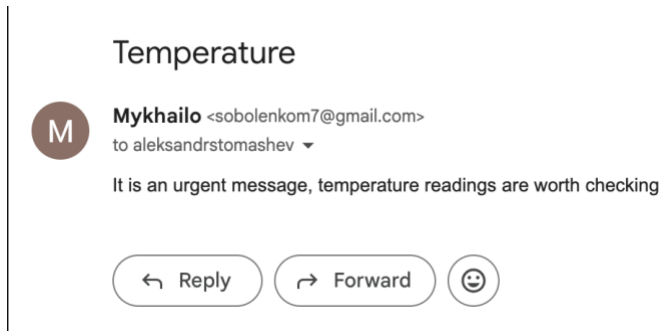 Temperature
M
Mykhailo <sobolenkom7@gmail.com>
to aleksandrstomashev
It is an urgent message, temperature readings are worth checking
Reply Forward